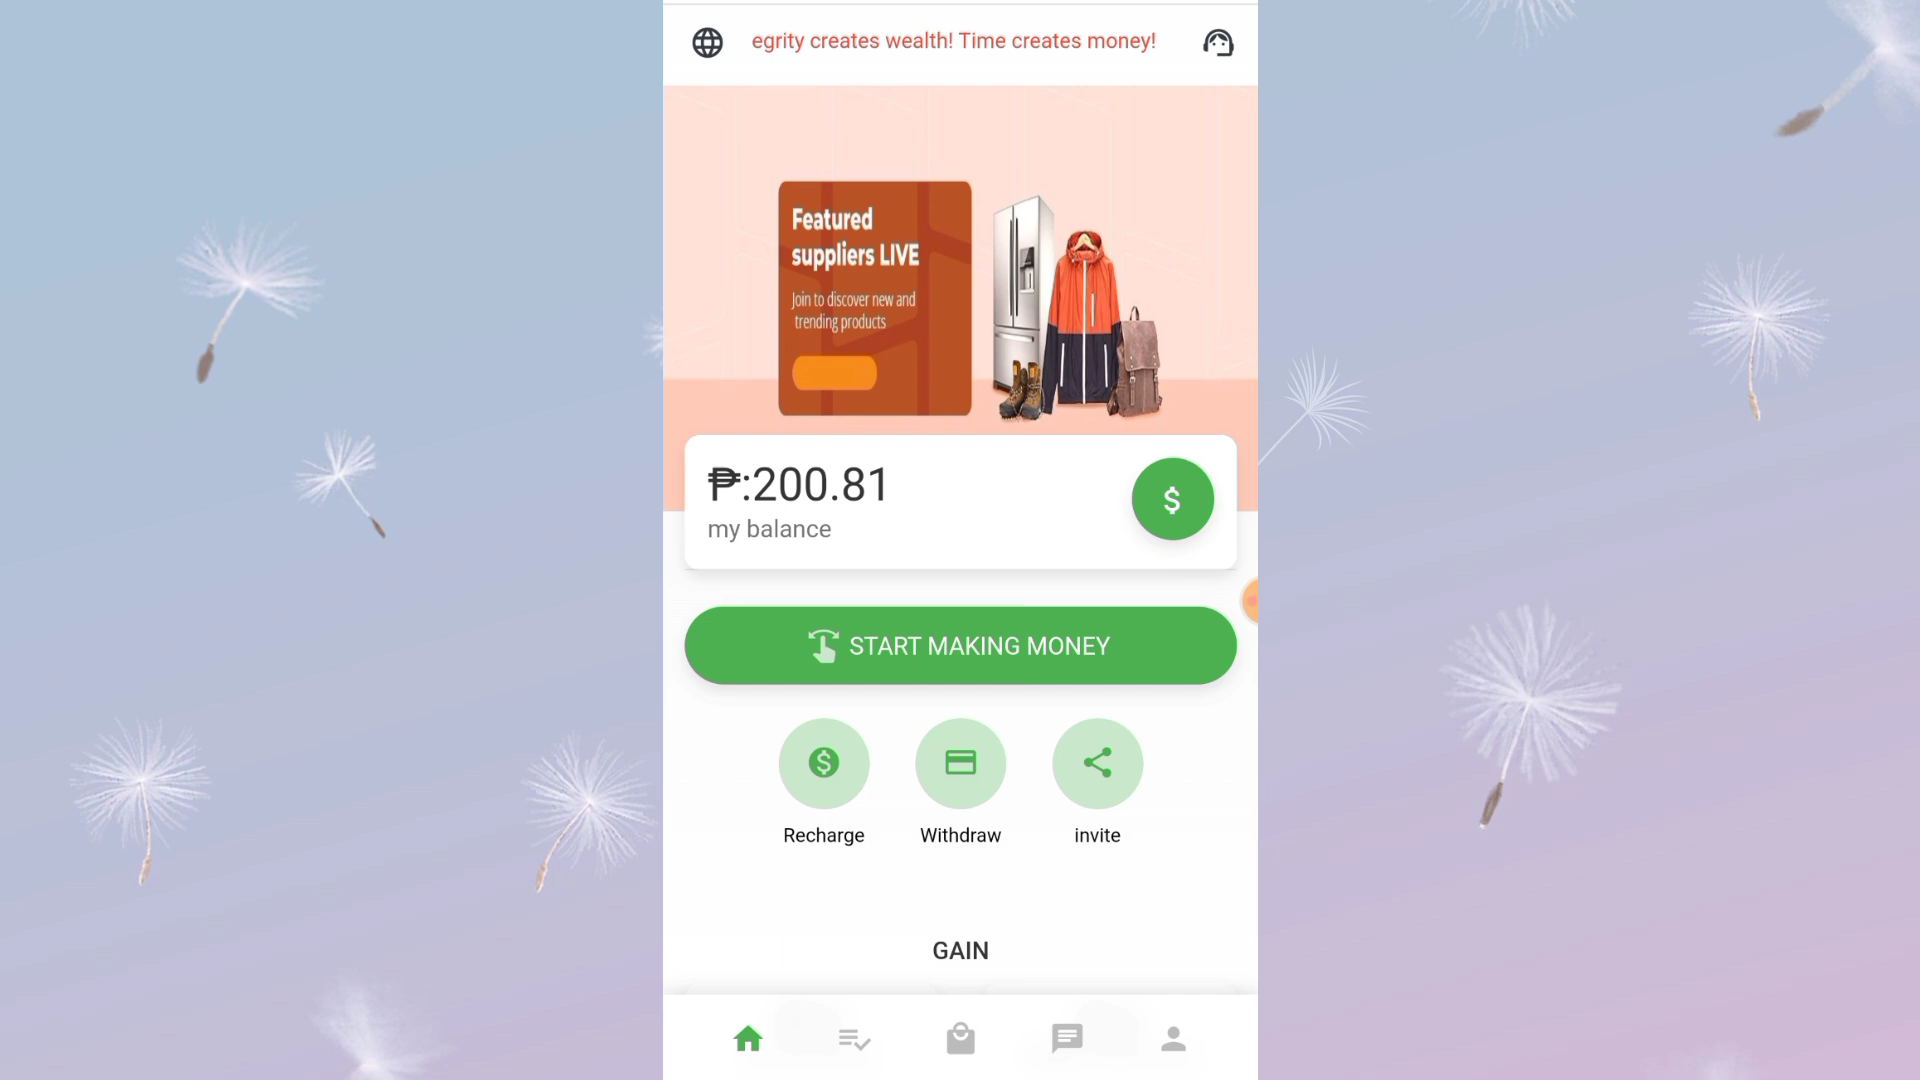 egrity creates wealth! Time creates money!
Featured
suppliers LIVE
Join to discover new and
trending products
₱:200.81
my balance
$
START MAKING MONEY
$
Recharge
Withdraw
invite
GAIN